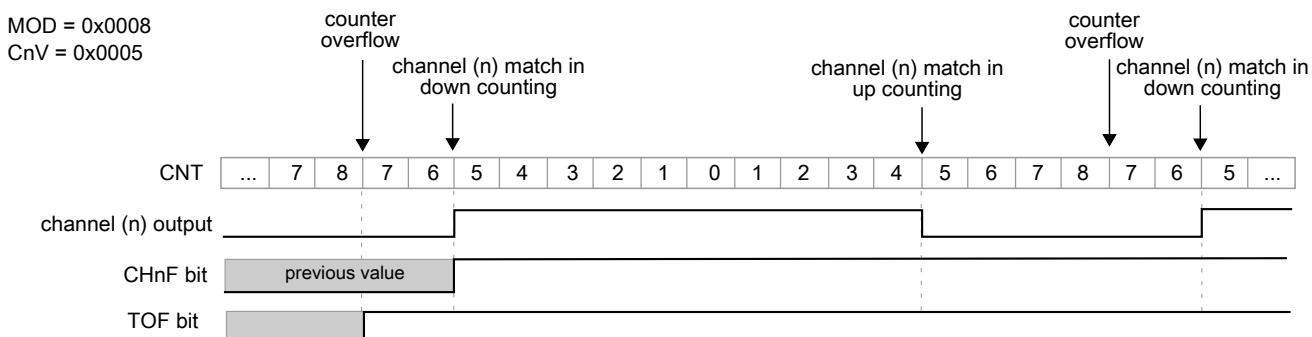 MOD = 0x0008
CnV = 0x0005
counter
overflow
channel (n) match in
down counting
channel (n) match in
up counting
counter
overflow
channel (n) match in
down counting
CNT ... 7 8 7 6 5 4 3 2 1 0 1 2 3 4 5 6 7 8 7 6 5 ...
channel (n) output
CHnF bit previous value
TOF bit